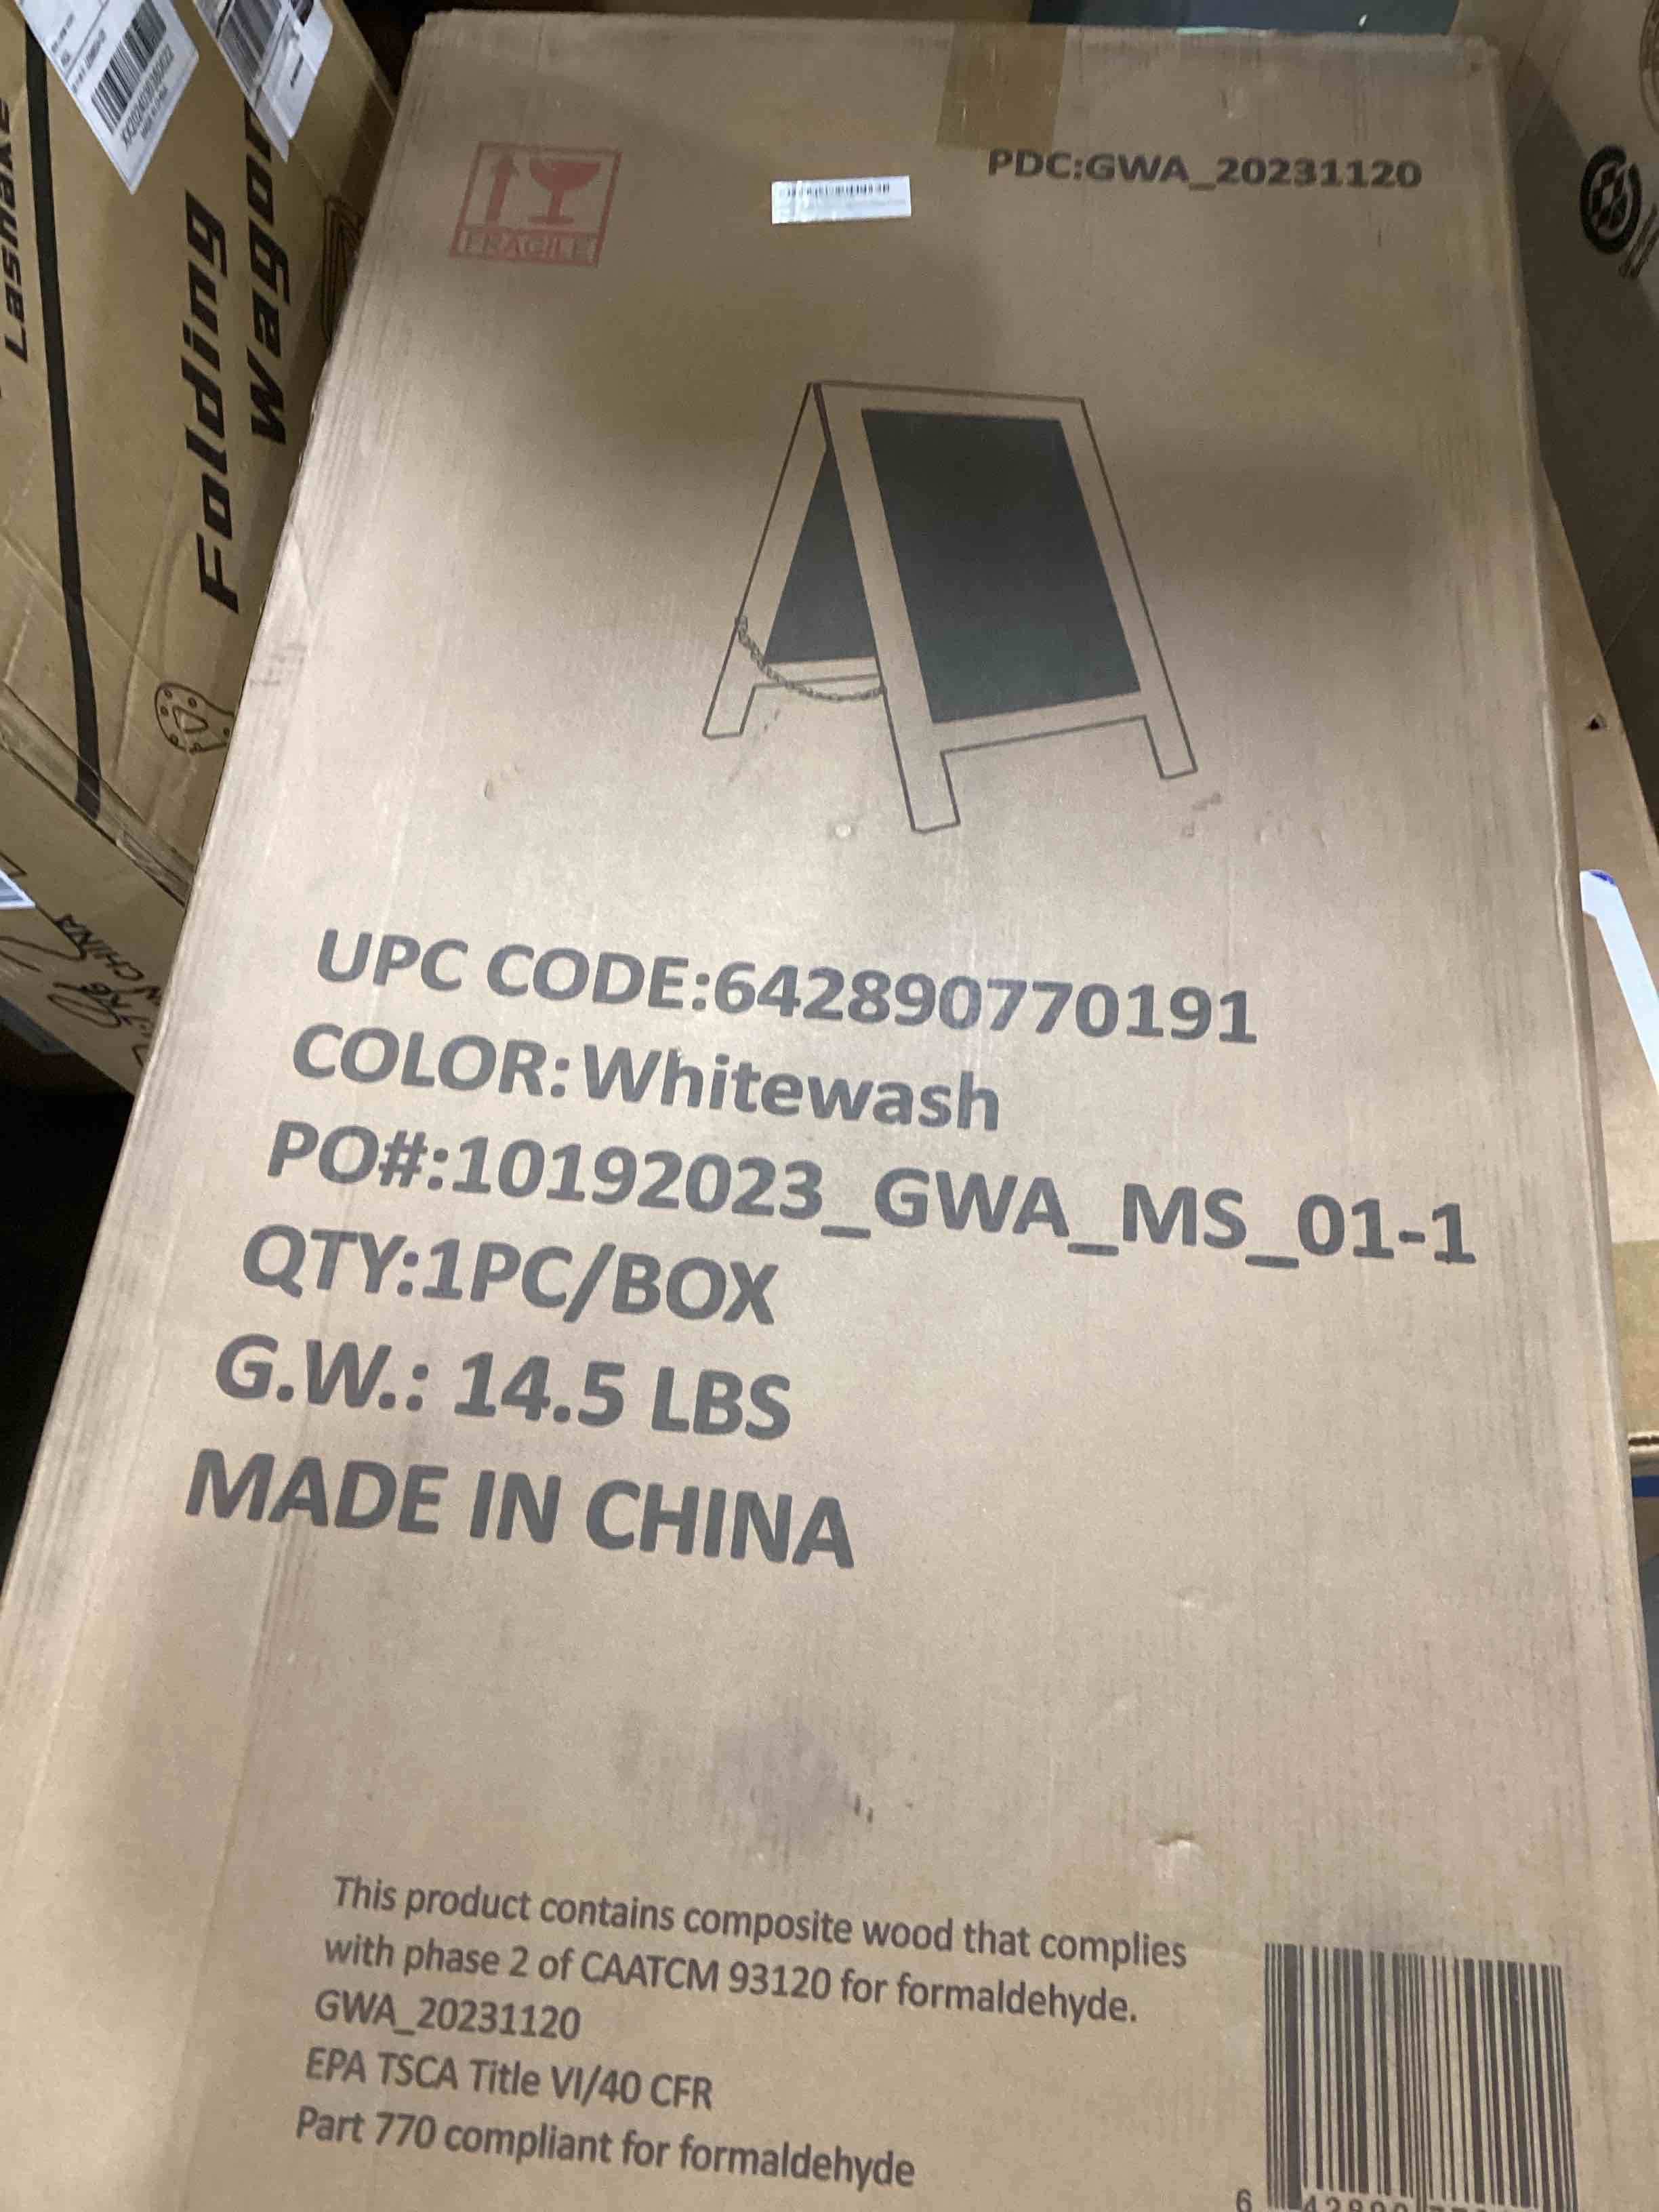 PDC:GWA_20231120
FRAGILE
Folding
Wagon
UPC CODE:642890770191
COLOR:Whitewash
PO#:10192023_GWA_MS_01-1
QTY:1PC/BOX
G.W.: 14.5 LBS
MADE IN CHINA
This product contains composite wood that complies
with phase 2 of CAATCM 93120 for formaldehyde.
GWA_20231120
EPA TSCA Title VI/40 CFR
Part 770 compliant for formaldehyde